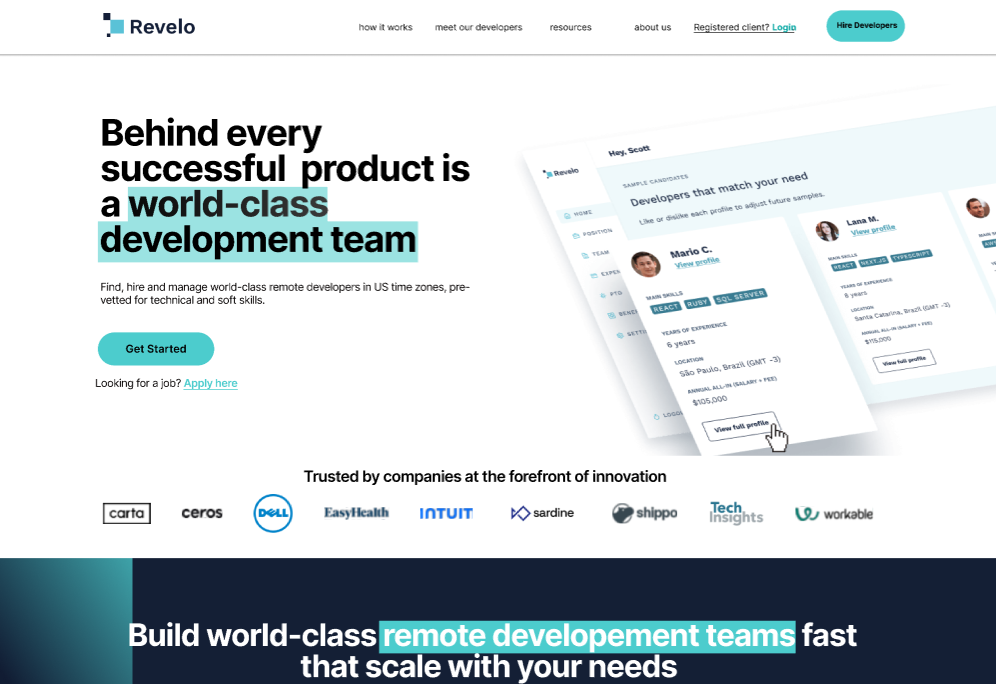 Revelo
how it works
meet our developers
resources
about us
Registered client? Login
Hire Developers
Behind every
successful product is
a world-class
development team
Find, hire and manage world-class remote developers in US time zones, pre-
vetted for technical and soft skills.
Get Started
Looking for a job? Apply here
Revelo
Hey, Scott
SAMPLE CANDIDATES
Developers that match your need
Like or dislike each profile to adjust future samples.
HOME
POSITION
TEAM
EXPER
PTO
BENEF
SETTI
LOGO
Mario C.
View profile
MAIN SKILLS
REACT
RUBY
SQL SERVER
YEARS OF EXPERIENCE
6 years
LOCATION
São Paulo, Brazil (GMT -3)
ANNUAL ALL-IN (SALARY + FEE)
$105,000
View full profile
Lana M.
View profile
MAIN SKILLS
REACT
NEXT.JS
TYPESCRIPT
YEARS OF EXPERIENCE
8 years
LOCATION
Santa Catarina, Brazil (GMT -3)
ANNUAL ALL-IN (SALARY + FEE)
$115,000
View full profile
Trusted by companies at the forefront of innovation
carta
ceros
DELL
EasyHealth
INTUIT
sardine
shippo
Tech
Insights
workable
Build world-class remote developement teams fast
that scale with your needs